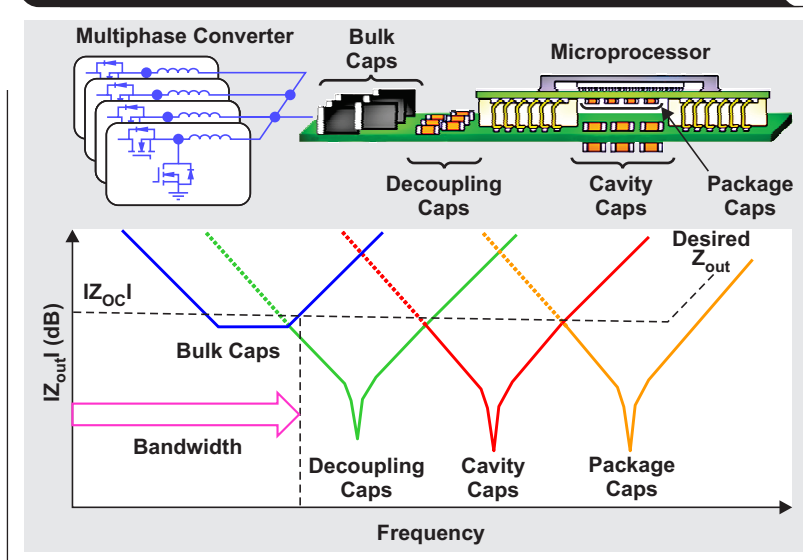 Multiphase Converter
Bulk
Caps
Microprocessor
Decoupling
Caps
Cavity
Caps
Package
Caps
Desired
Zout
|ZOC|
|Zout| (dB)
Bulk Caps
Bandwidth
Decoupling
Caps
Cavity
Caps
Package
Caps
Frequency